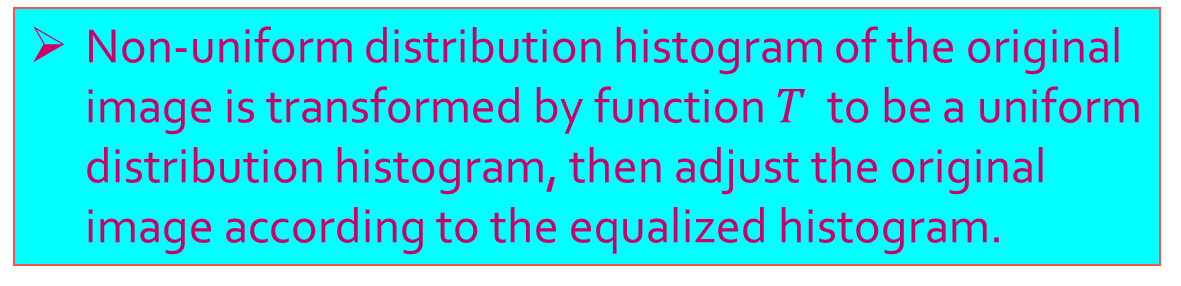 ➢ Non-uniform distribution histogram of the original
image is transformed by function T to be a uniform
distribution histogram, then adjust the original
image according to the equalized histogram.